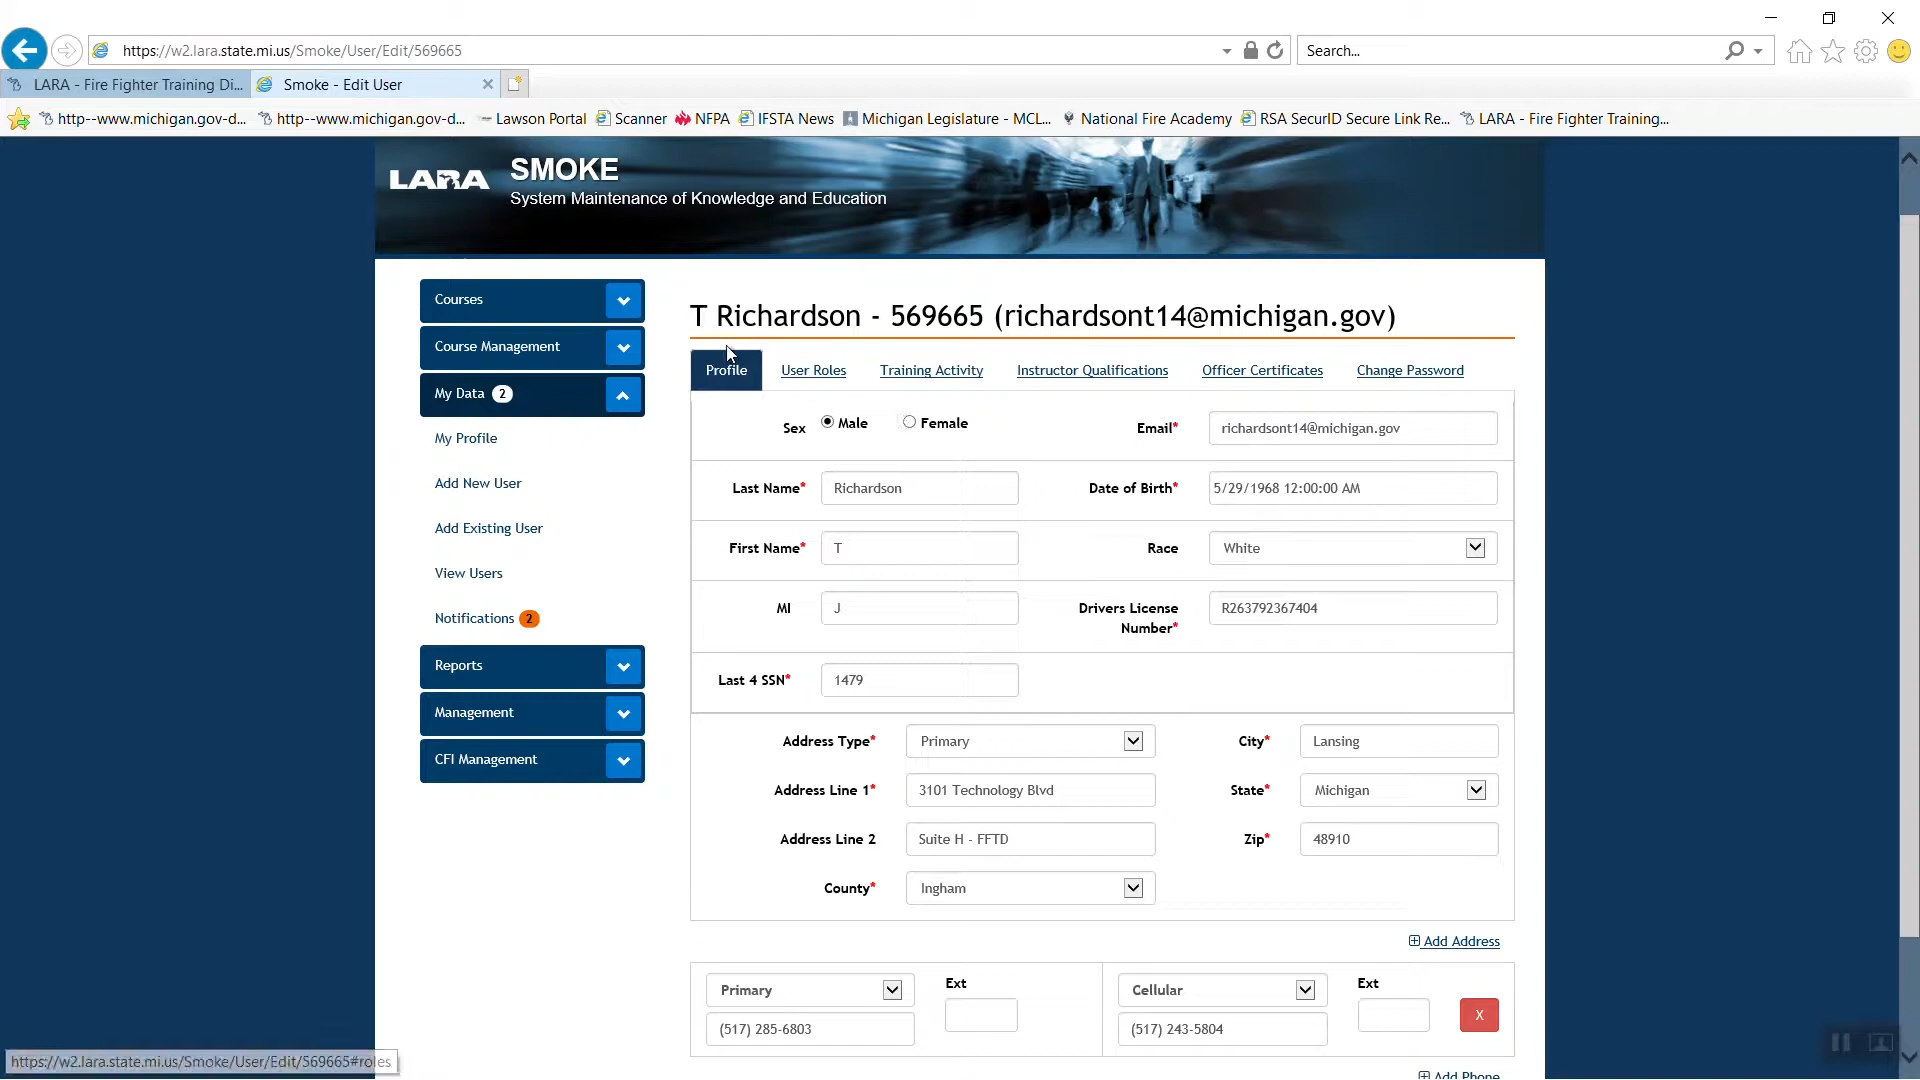 https://w2.lara.state.mi.us/Smoke/User/Edit/569665
Search...
LARA - Fire Fighter Training Di...
Smoke - Edit User
http--www.michigan.gov-d...
http--www.michigan.gov-d...
Lawson Portal
Scanner
NFPA
IFSTA News
Michigan Legislature - MCL...
National Fire Academy
RSA SecurID Secure Link Re...
LARA - Fire Fighter Training...
LARA
SMOKE
System Maintenance of Knowledge and Education
Courses
Course Management
My Data 2
My Profile
Add New User
Add Existing User
View Users
Notifications 2
Reports
Management
CFI Management
T Richardson - 569665 (richardsont14@michigan.gov)
Profile
User Roles
Training Activity
Instructor Qualifications
Officer Certificates
Change Password
Sex Male Female
Email* richardsont14@michigan.gov
Last Name* Richardson
Date of Birth* 5/29/1968 12:00:00 AM
First Name* T
Race White
MI J
Drivers License
Number* R263792367404
Last 4 SSN* 1479
Address Type* Primary
City* Lansing
Address Line 1* 3101 Technology Blvd
State* Michigan
Address Line 2 Suite H - FFTD
Zip* 48910
County* Ingham
Add Address
Primary
Ext
Cellular
Ext
(517) 285-6803
(517) 243-5804
X
Add Phone
https://w2.lara.state.mi.us/Smoke/User/Edit/569665#roles